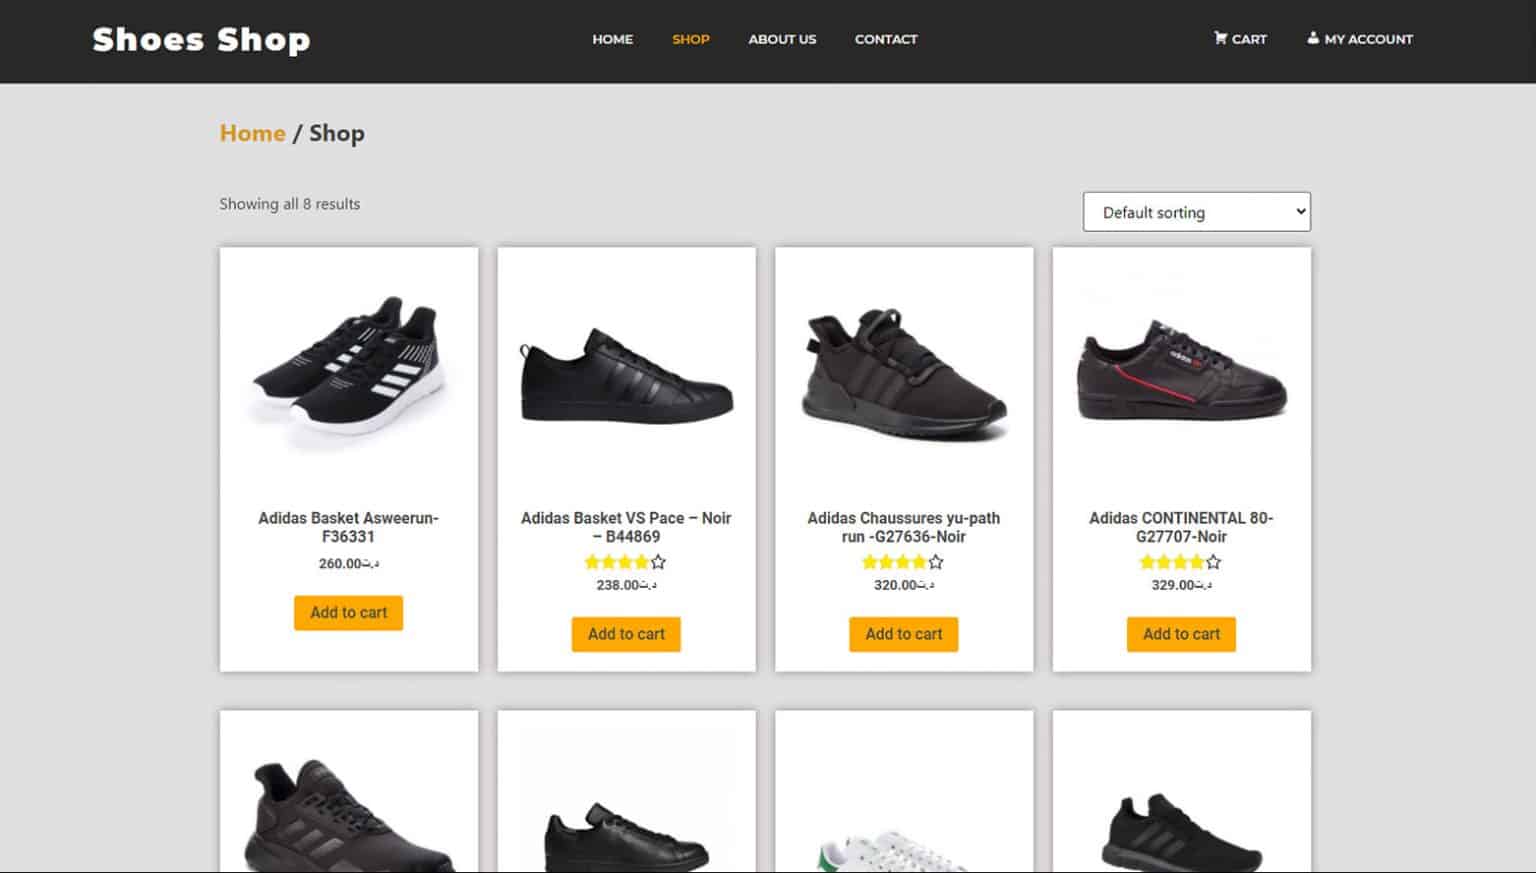 Shoes Shop
HOME
SHOP
ABOUT US
CONTACT
CART
MY ACCOUNT
Home / Shop
Showing all 8 results
Default sorting
Adidas Basket Asweerun-
F36331
260.00د.ت
Add to cart
Adidas Basket VS Pace – Noir
– B44869
238.00د.ت
Add to cart
Adidas Chaussures yu-path
run -G27636-Noir
320.00د.ت
Add to cart
adidas
Adidas CONTINENTAL 80-
G27707-Noir
329.00د.ت
Add to cart